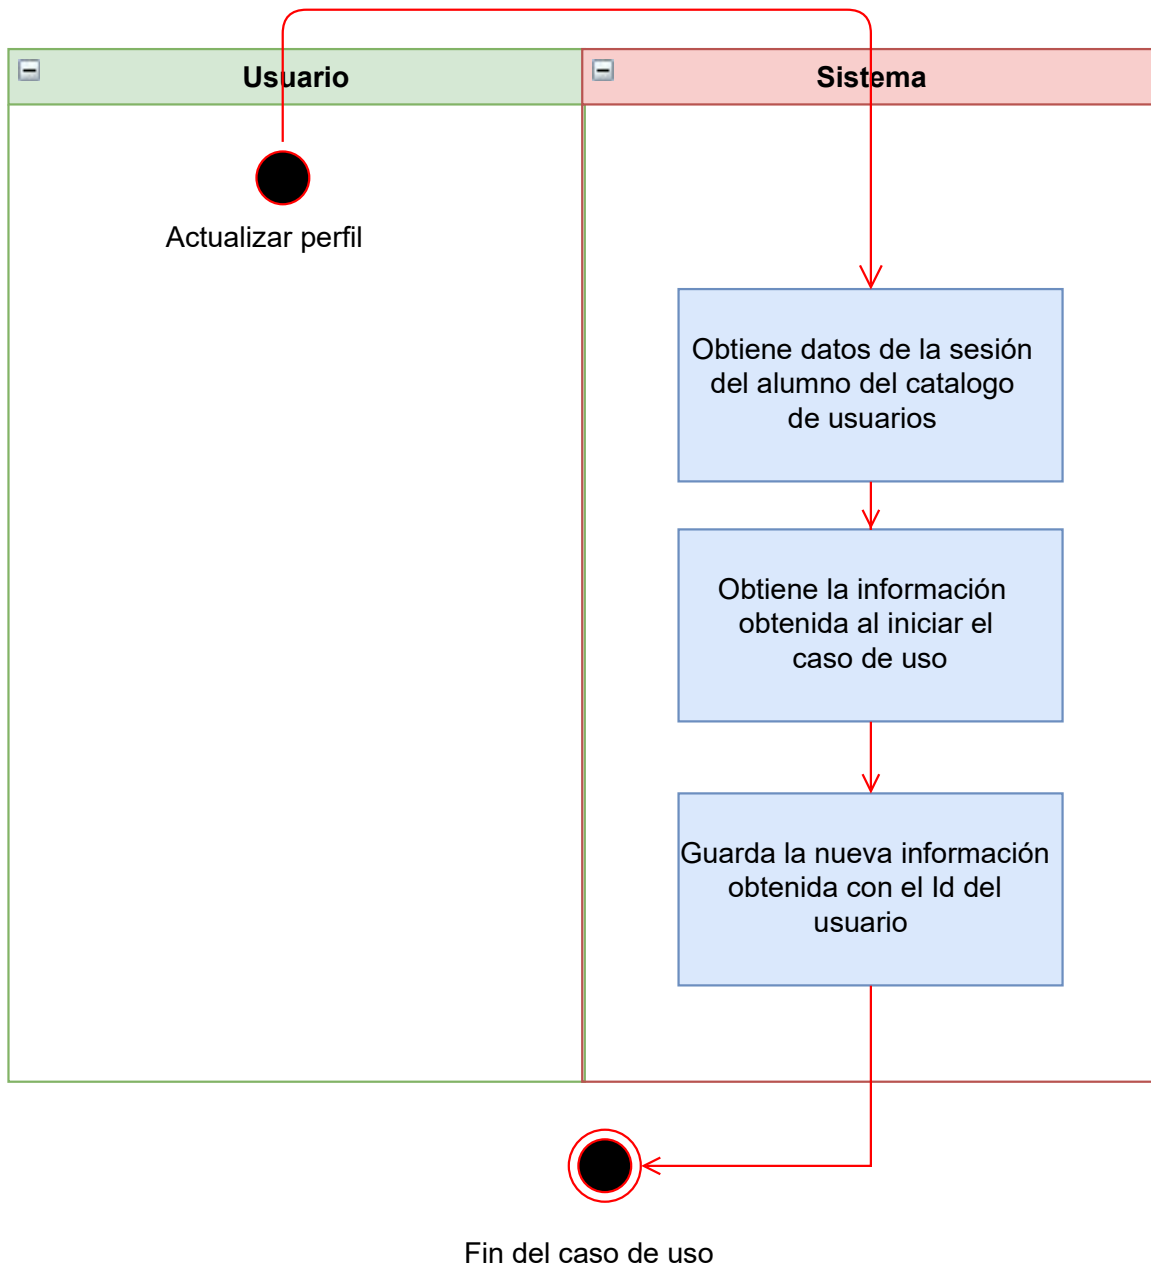 Usuario
Sistema
Actualizar perfil
Obtiene datos de la sesión
del alumno del catalogo
de usuarios
Obtiene la información
obtenida al iniciar el
caso de uso
Guarda la nueva información
obtenida con el Id del
usuario
Fin del caso de uso